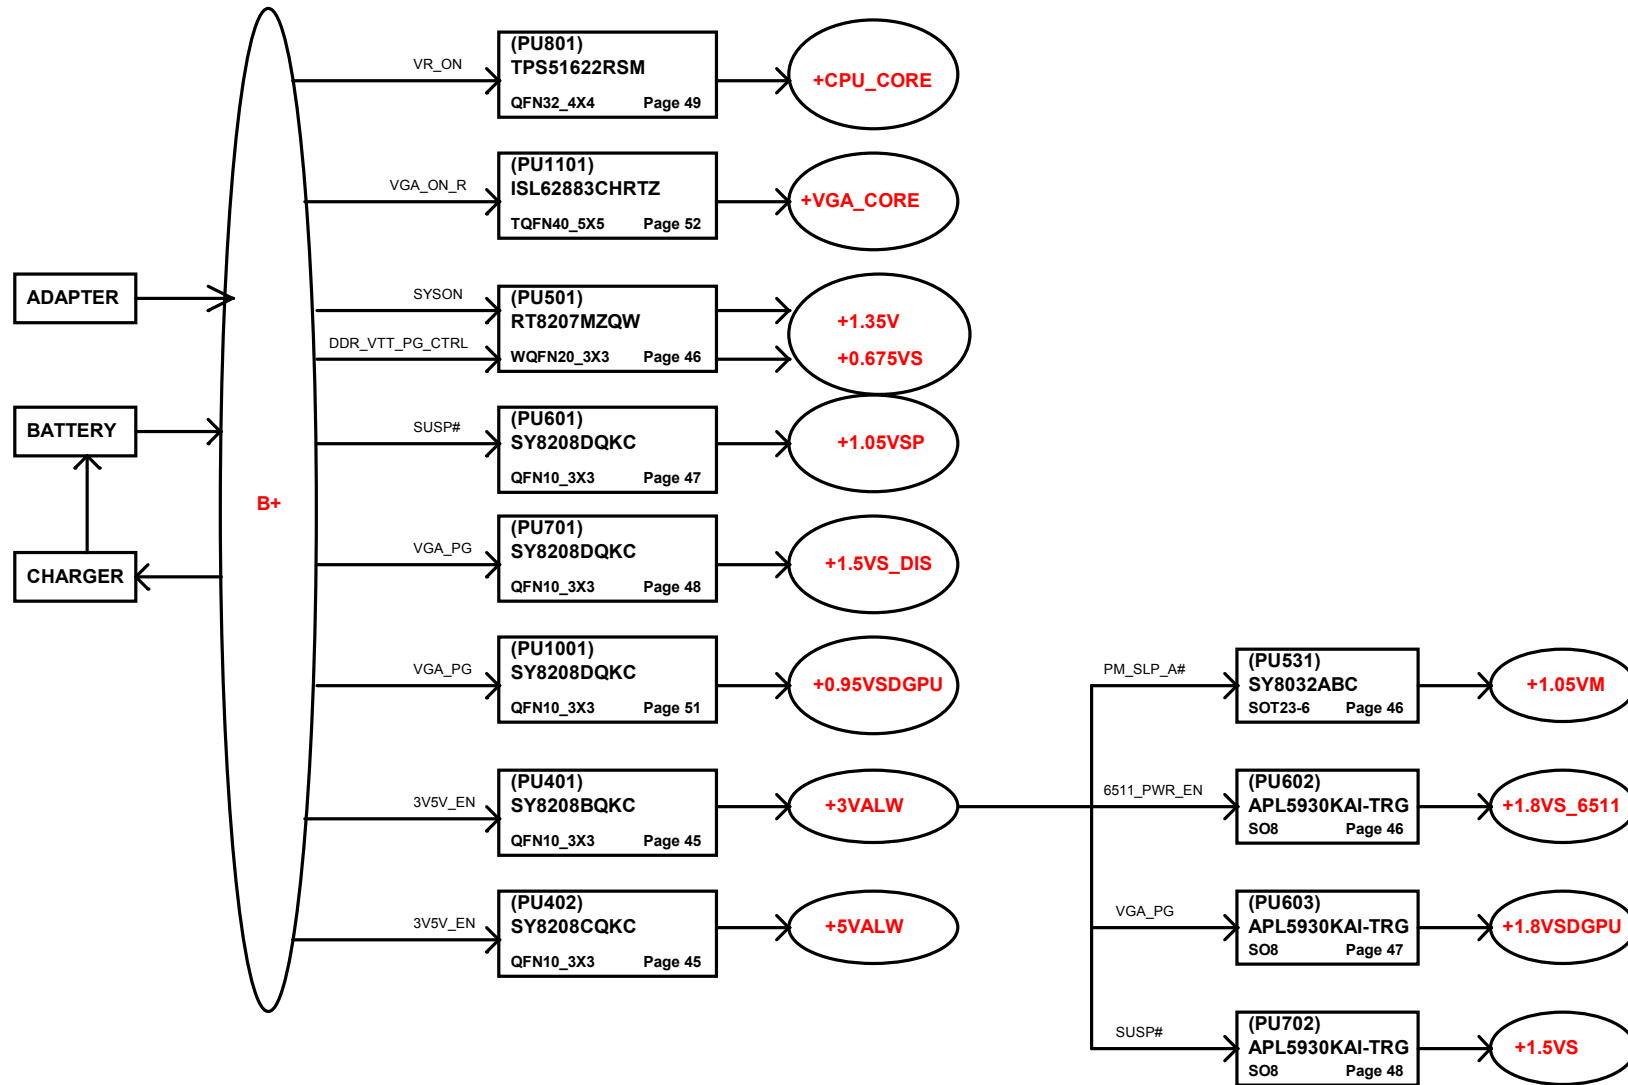 VR_ON
(PU801)
TPS51622RSM
QFN32_4X4 Page 49
+CPU_CORE
VGA_ON_R
(PU1101)
ISL62883CHRTZ
TQFN40_5X5 Page 52
+VGA_CORE
ADAPTER
SYSON
DDR_VTT_PG_CTRL
(PU501)
RT8207MZQW
WQFN20_3X3 Page 46
+1.35V
+0.675VS
BATTERY
SUSP#
(PU601)
SY8208DQKC
QFN10_3X3 Page 47
+1.05VSP
B+
CHARGER
VGA_PG
(PU701)
SY8208DQKC
QFN10_3X3 Page 48
+1.5VS_DIS
VGA_PG
(PU1001)
SY8208DQKC
QFN10_3X3 Page 51
+0.95VSDGPU
PM_SLP_A#
(PU531)
SY8032ABC
SOT23-6 Page 46
+1.05VM
3V5V_EN
(PU401)
SY8208BQKC
QFN10_3X3 Page 45
+3VALW
6511_PWR_EN
(PU602)
APL5930KAI-TRG
SO8 Page 46
+1.8VS_6511
3V5V_EN
(PU402)
SY8208CQKC
QFN10_3X3 Page 45
+5VALW
VGA_PG
(PU603)
APL5930KAI-TRG
SO8 Page 47
+1.8VSDGPU
SUSP#
(PU702)
APL5930KAI-TRG
SO8 Page 48
+1.5VS